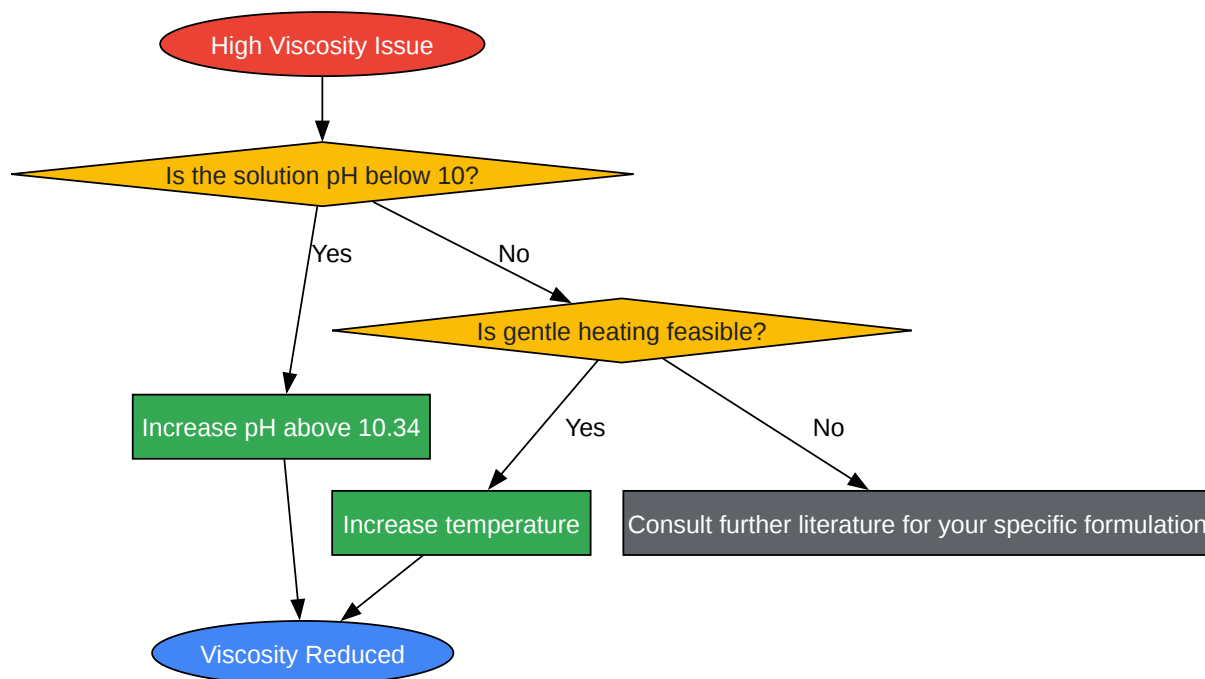 High Viscosity Issue
Is the solution pH below 10?
Yes
No
Is gentle heating feasible?
Increase pH above 10.34
Yes
No
Increase temperature
Consult further literature for your specific formulation
Viscosity Reduced